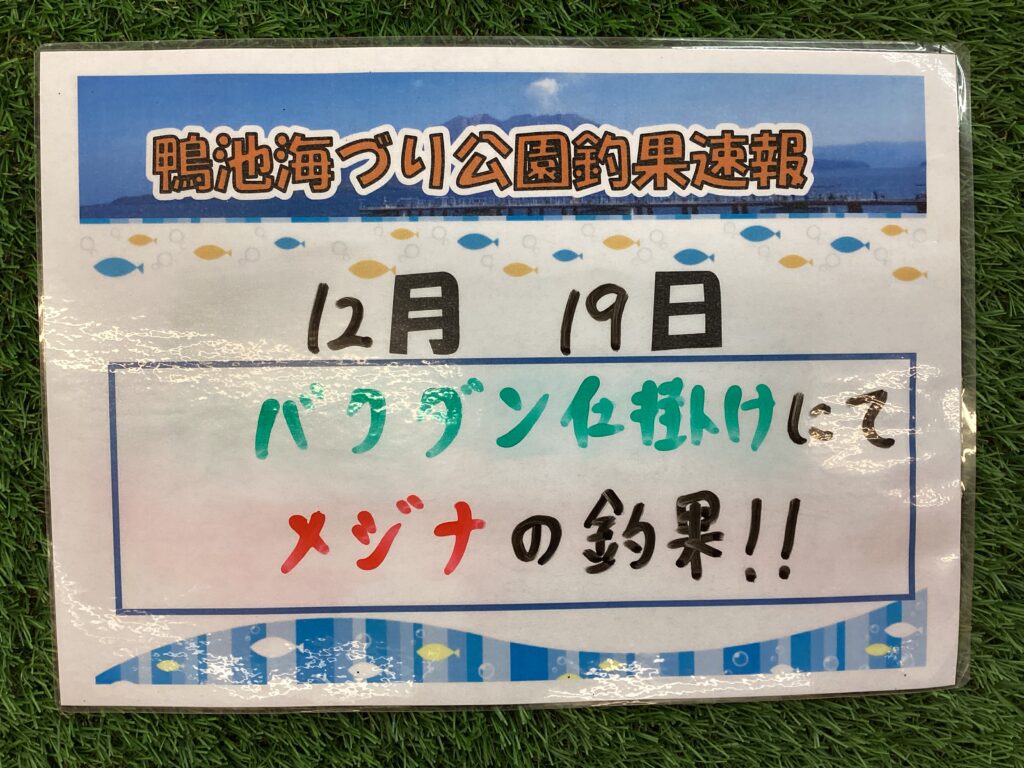 鴨池海づり公園釣果速報
12月 19日
バクダン仕掛けにて
メジナの釣果!!